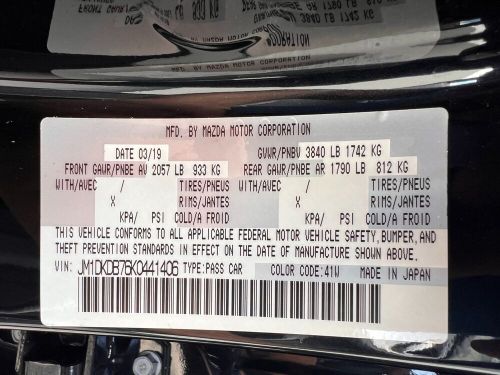 MFD. BY MAZDA MOTOR CORPORATION
DATE 03/19 GVWR/PNBV 3840 LB 1742 KG
FRONT GAWR/PNBE AV 2057 LB 933 KG REAR GAWR/PNBE AR 1790 LB 812 KG
WITH/AVEC / TIRES/PNEUS WITH/AVEC / TIRES/PNEUS
X RIMS/JANTES X RIMS/JANTES
KPA/ PSI COLD/A FROID KPA/ PSI COLD/A FROID
THIS VEHICLE CONFORMS TO ALL APPLICABLE FEDERAL MOTOR VEHICLE SAFETY, BUMPER, AND
THEFT PREVENTION STANDARDS IN EFFECT ON THE DATE OF MANUFACTURE SHOWN ABOVE.
VIN: JM1DKDB76K0441406 TYPE: PASS CAR COLOR CODE: 41W MADE IN JAPAN